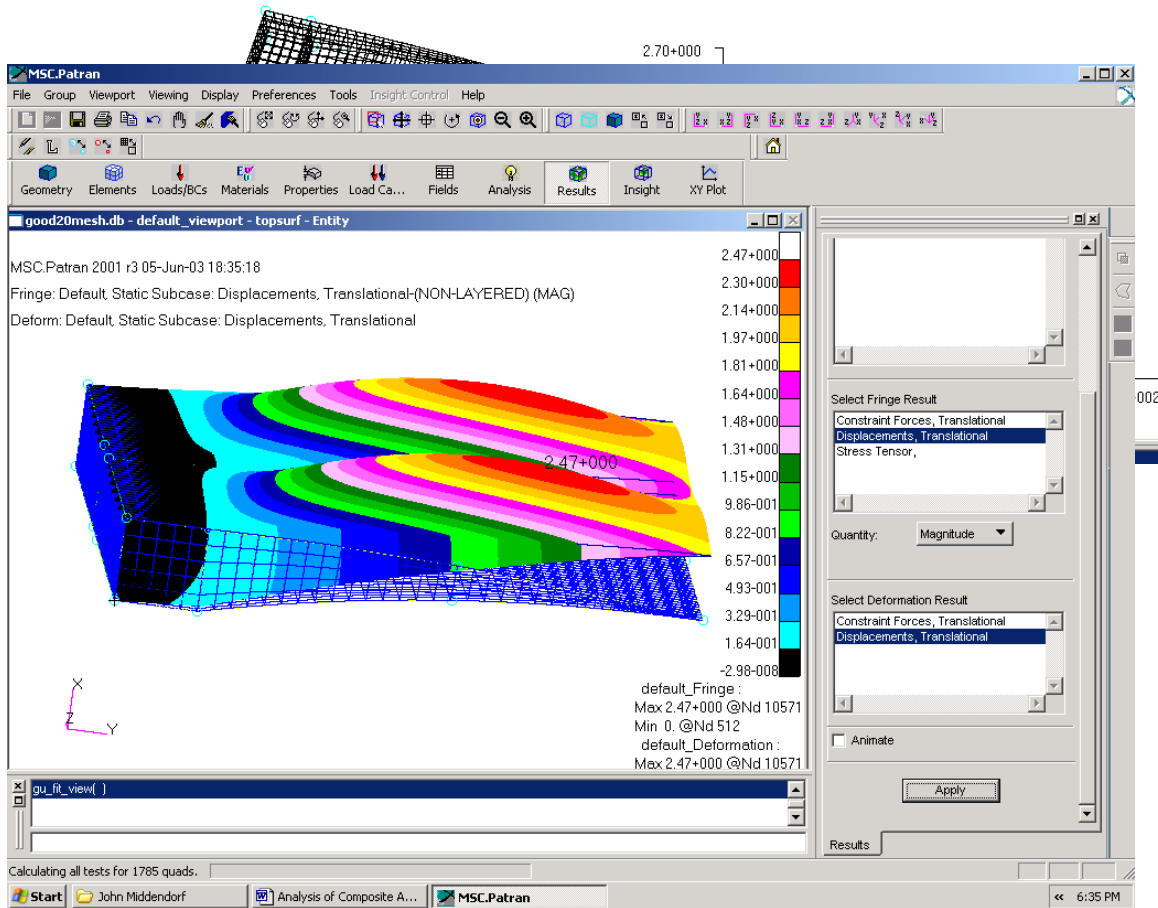 2.70+000
MSC.Patran
File Group Viewport Viewing Display Preferences Tools Insight Control Help
Geometry Elements Loads/BCs Materials Properties Load Ca... Fields Analysis Results Insight XY Plot
good20mesh.db - default_viewport - topsurf - Entity
MSC.Patran 2001 r3 05-Jun-03 18:35:18
Fringe: Default, Static Subcase: Displacements, Translational-(NON-LAYERED) (MAG)
Deform: Default, Static Subcase: Displacements, Translational
2.47+000
2.30+000
2.14+000
1.97+000
1.81+000
1.64+000
1.48+000
1.31+000
1.15+000
9.86-001
8.22-001
6.57-001
4.93-001
3.29-001
1.64-001
-2.98-008
2.47+000
X
Z
Y
default_Fringe :
Max 2.47+000 @Nd 10571
Min 0. @Nd 512
default_Deformation :
Max 2.47+000 @Nd 10571
Select Fringe Result
Constraint Forces, Translational
Displacements, Translational
Stress Tensor,
Quantity: Magnitude
Select Deformation Result
Constraint Forces, Translational
Displacements, Translational
Animate
Apply
Results
002
gu_fit_view( )
Calculating all tests for 1785 quads.
Start John Middendorf Analysis of Composite A... MSC.Patran « 6:35 PM